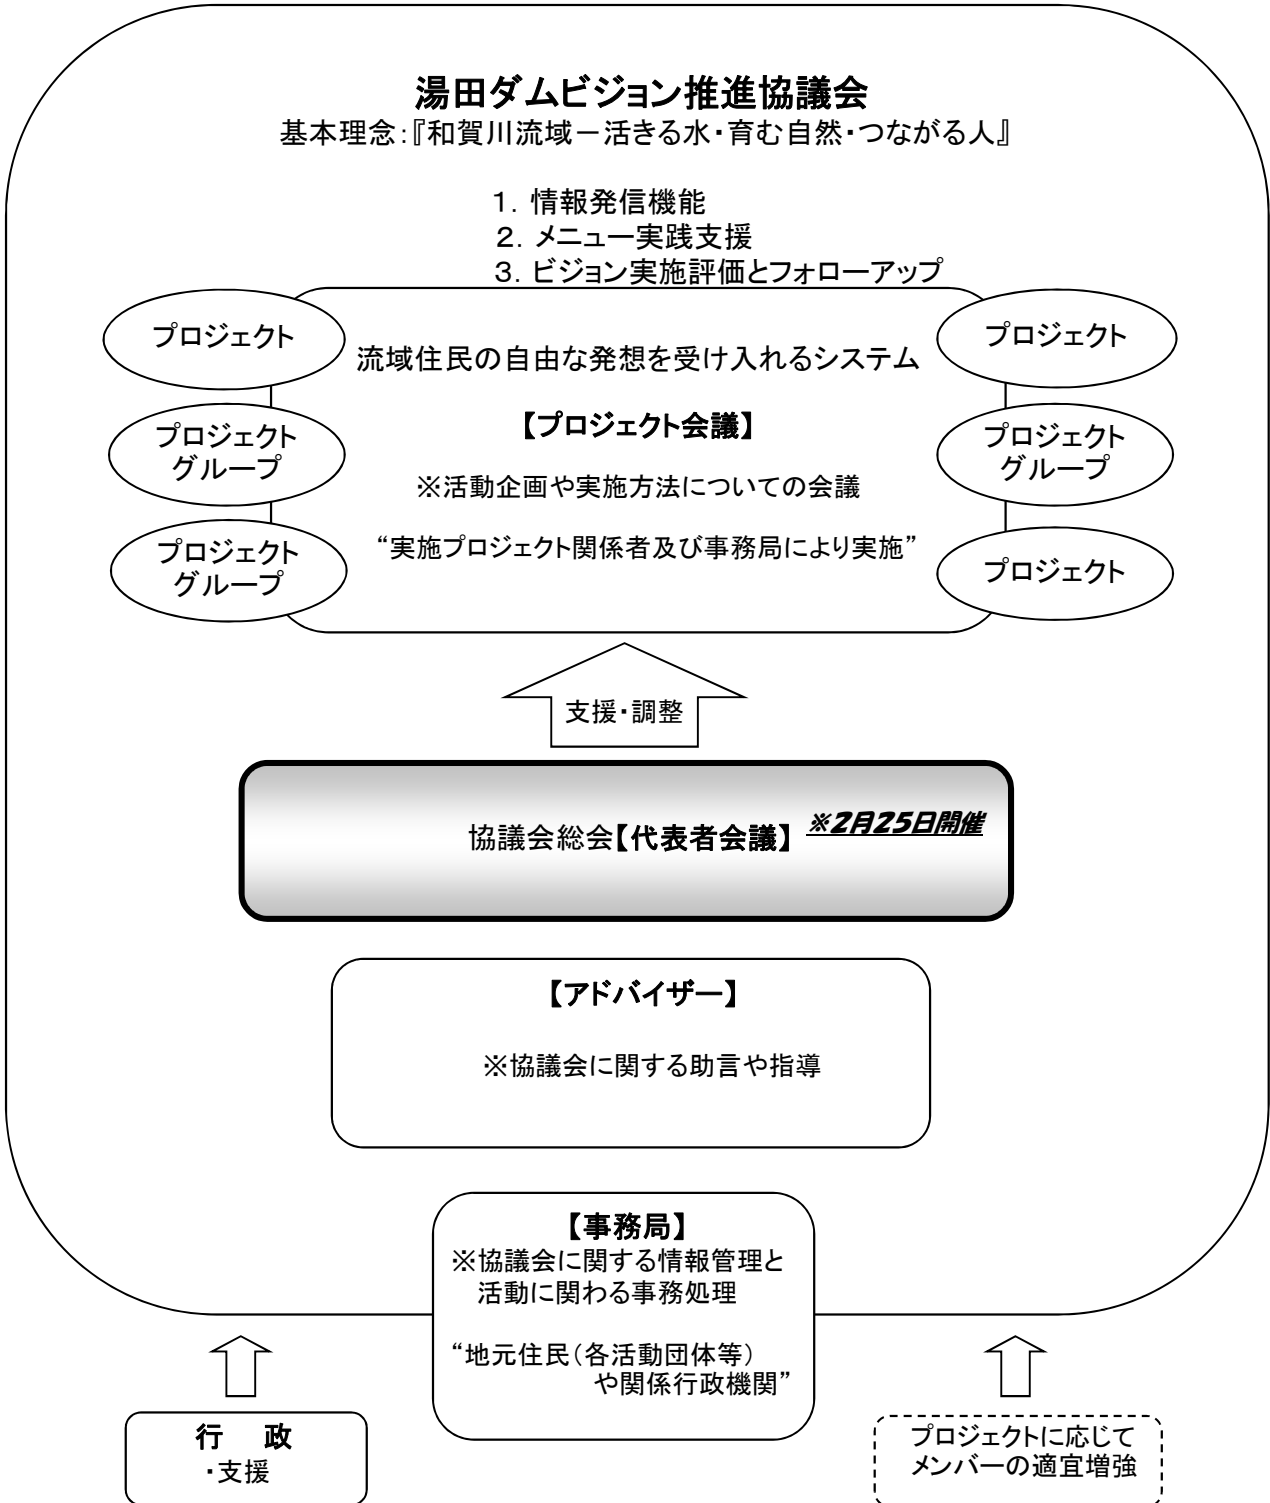 湯田ダムビジョン推進協議会
基本理念：『和賀川流域－活きる水・育む自然・つながる人』
１．情報発信機能
２．メニュー実践支援
３．ビジョン実施評価とフォローアップ
プロジェクト
プロジェクト
グループ
プロジェクト
グループ
流域住民の自由な発想を受け入れるシステム
【プロジェクト会議】
※活動企画や実施方法についての会議
“実施プロジェクト関係者及び事務局により実施”
プロジェクト
プロジェクト
グループ
プロジェクト
支援・調整
協議会総会【代表者会議】 ※2月25日開催
【アドバイザー】
※協議会に関する助言や指導
【事務局】
※協議会に関する情報管理と
活動に関わる事務処理
“地元住民（各活動団体等）
や関係行政機関”
行　政
・支援
プロジェクトに応じて
メンバーの適宜増強